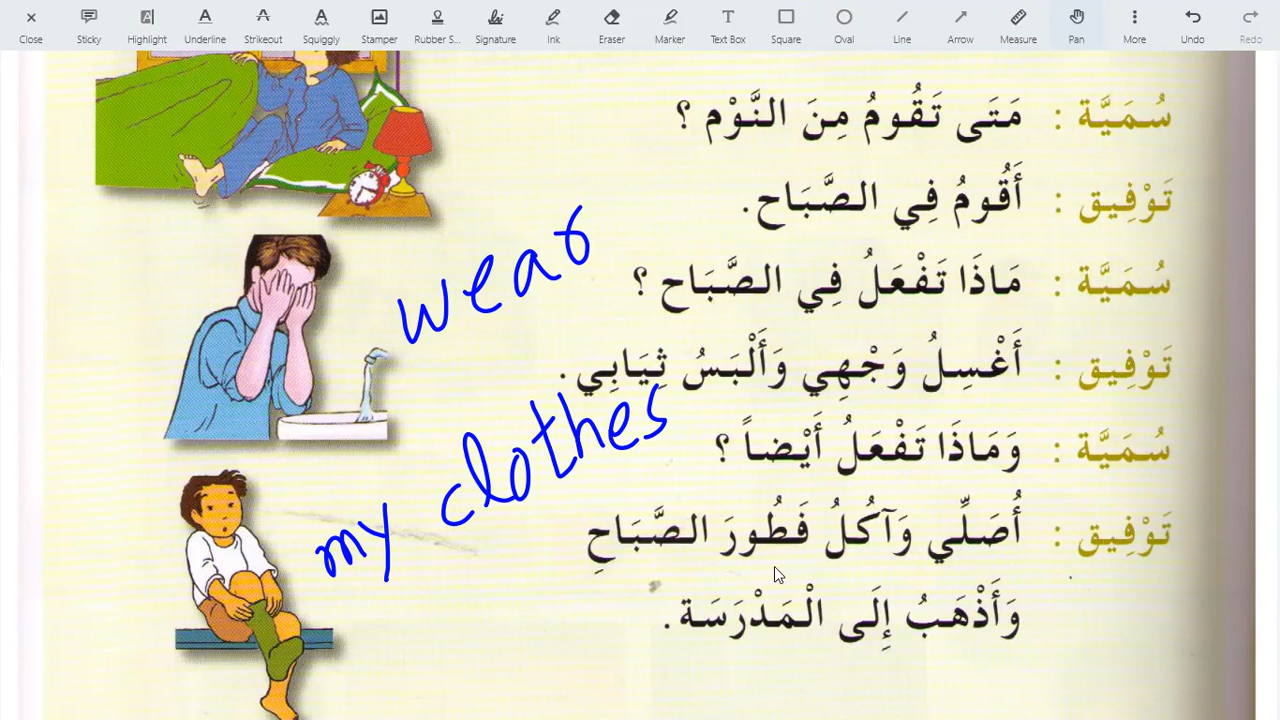 Close Sticky Highlight Underline Strikeout Squiggly Stamper Rubber S... Signature Ink Eraser Marker Text Box Square Oval Line Arrow Measure Pan More Undo Redo
سُمَيَّة : مَتَى تَقُومُ مِنَ النَّوْم ؟
تَوْفِيق : أَقُومُ فِي الصَّبَاح.
سُمَيَّة : مَاذَا تَفْعَلُ فِي الصَّبَاح ؟
تَوْفِيق : أَغْسِلُ وَجْهِي وَأَلْبَسُ ثِيَابِي.
سُمَيَّة : وَمَاذَا تَفْعَلُ أَيْضاً ؟
تَوْفِيق : أُصَلِّي وَآكُلُ فَطُورَ الصَّبَاحِ
وَأَذْهَبُ إِلَى الْمَدْرَسَة.
wear
my clothes